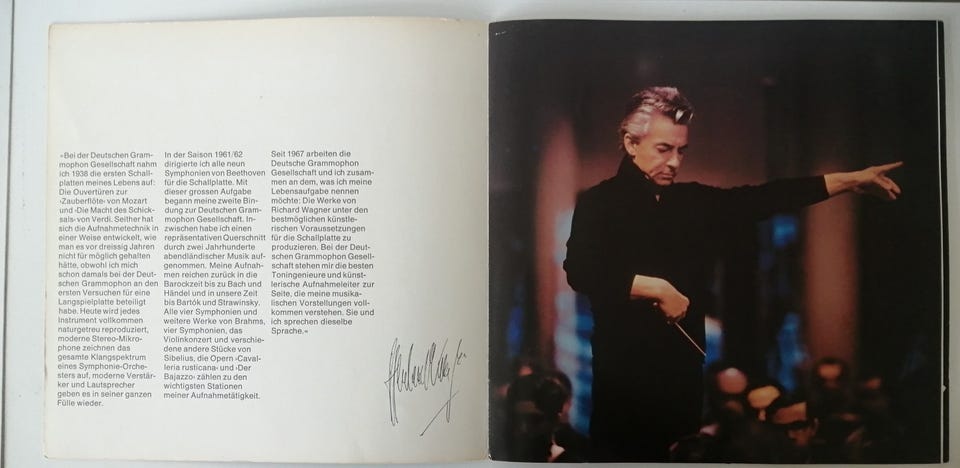 »Bei der Deutschen Gram-
mophon Gesellschaft nahm
ich 1938 die ersten Schall-
platten meines Lebens auf:
Die Ouvertüren zur
›Zauberflöte‹ von Mozart
und ›Die Macht des Schick-
sals‹ von Verdi. Seither hat
sich die Aufnahmetechnik in
einer Weise entwickelt, wie
man es vor dreissig Jahren
nicht für möglich gehalten
hätte, obwohl ich mich
schon damals bei der Deut-
schen Grammophon an den
ersten Versuchen für eine
Langspielplatte beteiligt
habe. Heute wird jedes
Instrument vollkommen
naturgetreu reproduziert,
moderne Stereo-Mikro-
phone zeichnen das
gesamte Klangspektrum
eines Symphonie-Orche-
sters auf, moderne Verstär-
ker und Lautsprecher
geben es in seiner ganzen
Fülle wieder.
In der Saison 1961/62
dirigierte ich alle neun
Symphonien von Beethoven
für die Schallplatte. Mit
dieser grossen Aufgabe
begann meine zweite Bin-
dung zur Deutschen Gram-
mophon Gesellschaft. In-
zwischen habe ich einen
repräsentativen Querschnitt
durch zwei Jahrhunderte
abendländischer Musik auf-
genommen. Meine Aufnah-
men reichen zurück in die
Barockzeit bis zu Bach und
Händel und in unsere Zeit
bis Bartók und Strawinsky.
Alle vier Symphonien und
weitere Werke von Brahms,
vier Symphonien, das
Violinkonzert und verschie-
dene andere Stücke von
Sibelius, die Opern ›Caval-
leria rusticana‹ und ›Der
Bajazzo‹ zählen zu den
wichtigsten Stationen
meiner Aufnahmetätigkeit.
Seit 1967 arbeiten die
Deutsche Grammophon
Gesellschaft und ich zusam-
men an dem, was ich meine
Lebensaufgabe nennen
möchte: Die Werke von
Richard Wagner unter den
bestmöglichen künstle-
rischen Voraussetzungen
für die Schallplatte zu
produzieren. Bei der Deut-
schen Grammophon Gesell-
schaft stehen mir die besten
Toningenieure und künst-
lerische Aufnahmeleiter zur
Seite, die meine musika-
lischen Vorstellungen voll-
kommen verstehen. Sie und
ich sprechen dieselbe
Sprache.«